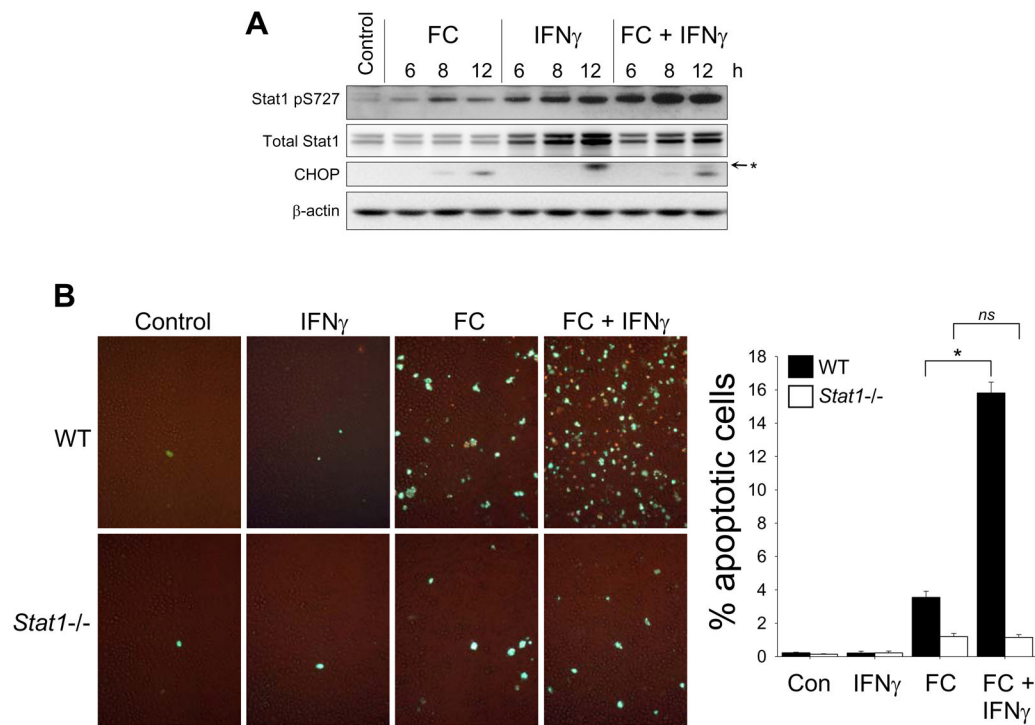 A
Control
FC
IFNγ
FC + IFNγ
6 8 12 6 8 12 6 8 12 h
Stat1 pS727
Total Stat1
CHOP
*
β-actin
B
Control
IFNγ
FC
FC + IFNγ
WT
Stat1-/-
% apoptotic cells
18
16
14
12
10
8
6
4
2
0
WT
Stat1-/-
*
ns
Con
IFNγ
FC
FC +
IFNγ